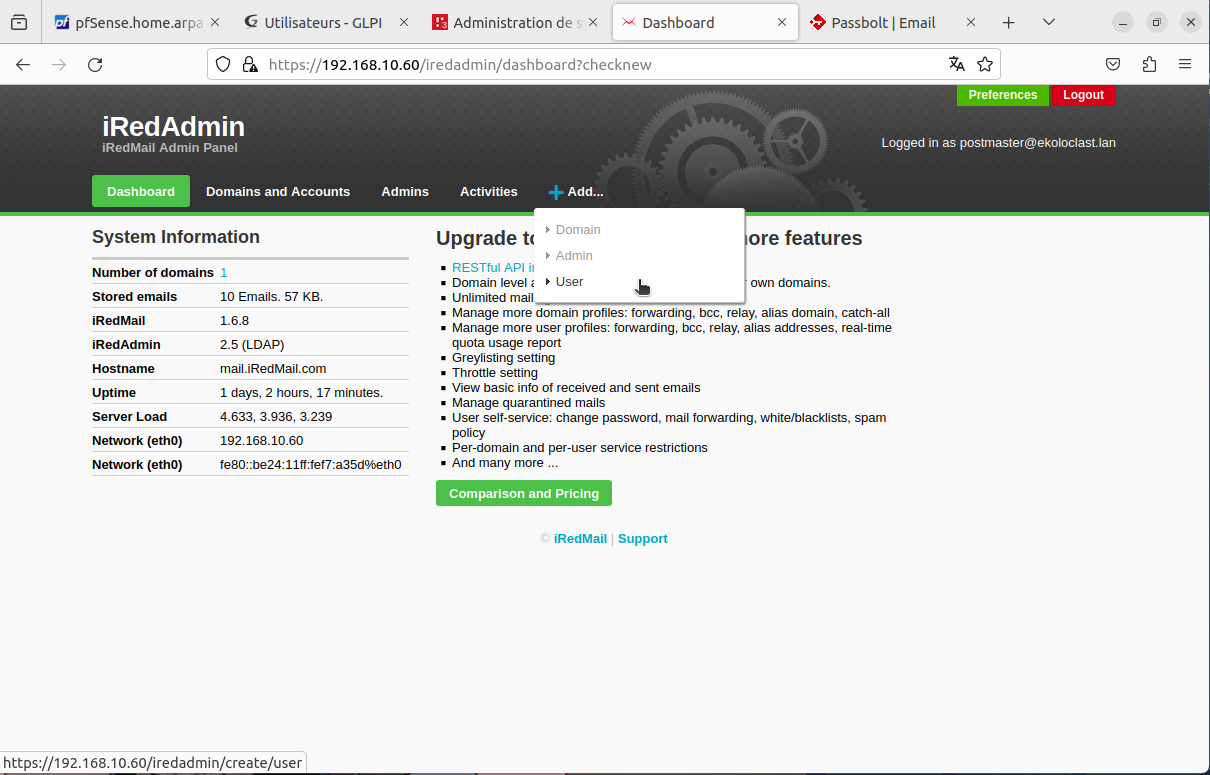 pfSense.home.arpa
Utilisateurs - GLPI
Administration de s
Dashboard
Passbolt | Email
https://192.168.10.60/iredadmin/dashboard?checknew
Preferences
Logout
iRedAdmin
iRedMail Admin Panel
Logged in as postmaster@ekoloclast.lan
Dashboard
Domains and Accounts
Admins
Activities
Add...
Domain
Admin
User
System Information
Number of domains 1
Stored emails 10 Emails. 57 KB.
iRedMail 1.6.8
iRedAdmin 2.5 (LDAP)
Hostname mail.iRedMail.com
Uptime 1 days, 2 hours, 17 minutes.
Server Load 4.633, 3.936, 3.239
Network (eth0) 192.168.10.60
Network (eth0) fe80::be24:11ff:fef7:a35d%eth0
Upgrade to ore features
RESTful API
Domain level own domains.
Unlimited mail
Manage more domain profiles: forwarding, bcc, relay, alias domain, catch-all
Manage more user profiles: forwarding, bcc, relay, alias addresses, real-time
quota usage report
Greylisting setting
Throttle setting
View basic info of received and sent emails
Manage quarantined mails
User self-service: change password, mail forwarding, white/blacklists, spam
policy
Per-domain and per-user service restrictions
And many more ...
Comparison and Pricing
© iRedMail | Support
https://192.168.10.60/iredadmin/create/user